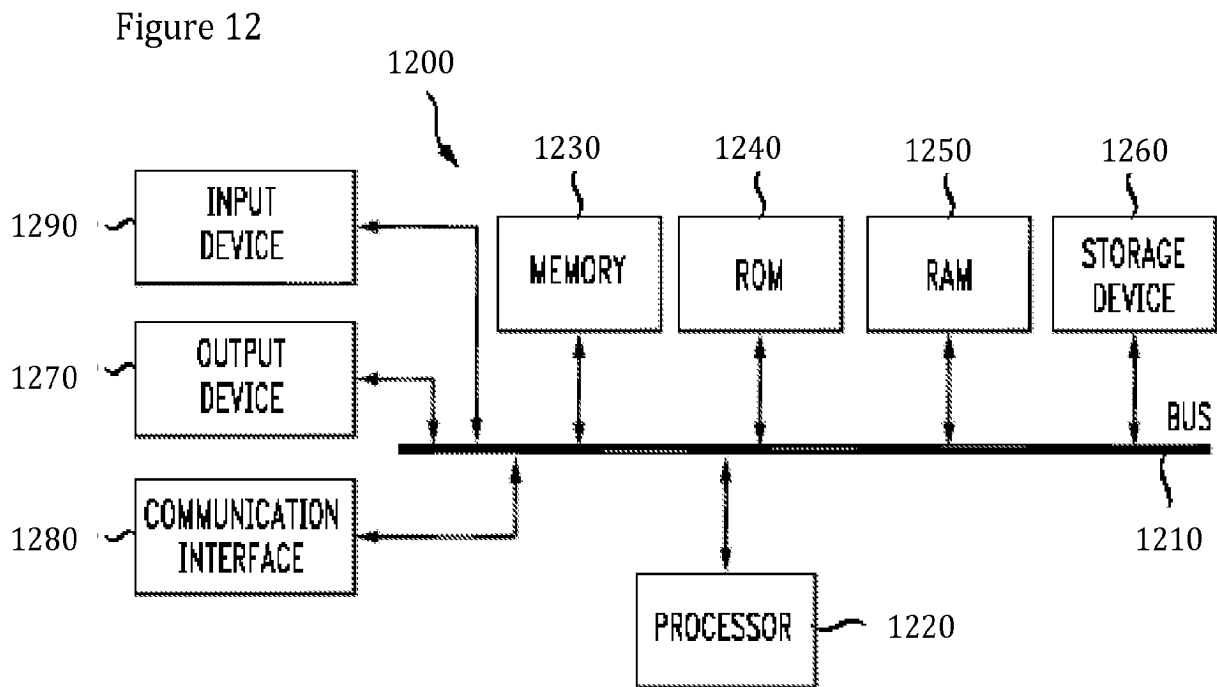 Figure 12
1200
1230
1240
1250
1260
1290
INPUT
DEVICE
MEMORY
ROM
RAM
STORAGE
DEVICE
1270
OUTPUT
DEVICE
BUS
1280
COMMUNICATION
INTERFACE
1210
PROCESSOR
1220